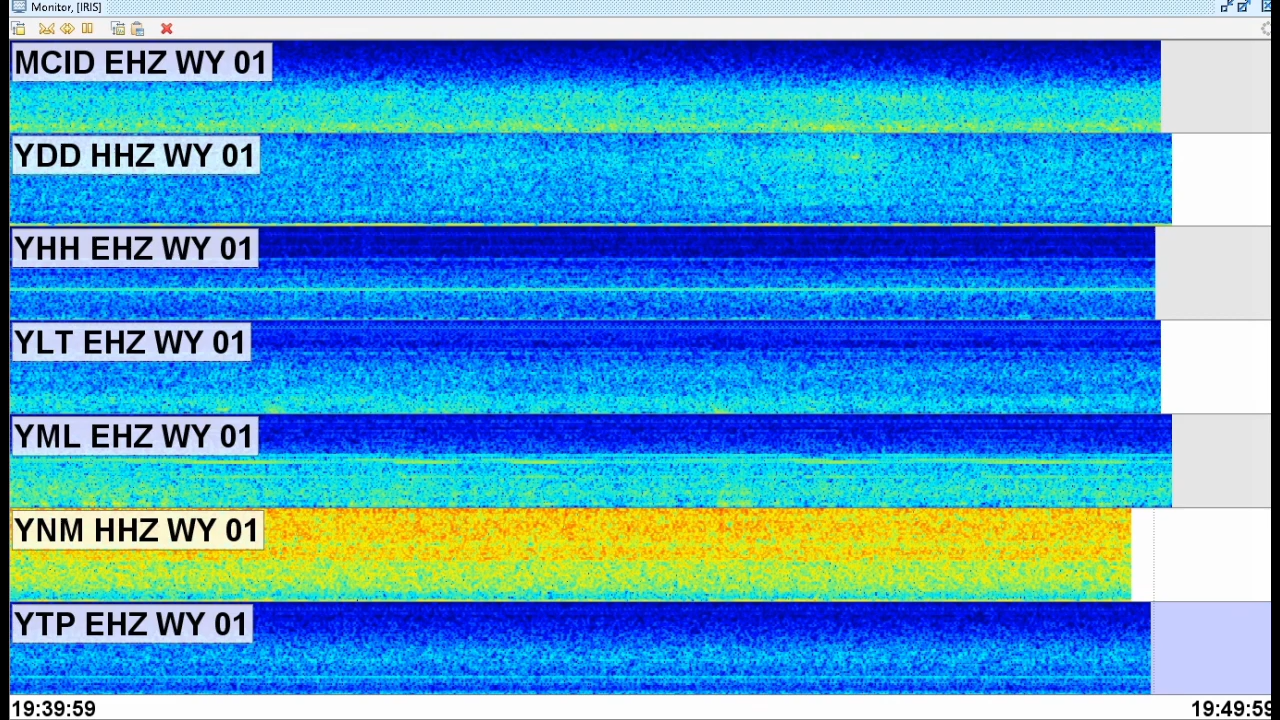 Monitor, [IRIS]
MCID EHZ WY 01
YDD HHZ WY 01
YHH EHZ WY 01
YLT EHZ WY 01
YML EHZ WY 01
YNM HHZ WY 01
YTP EHZ WY 01
19:39:59 19:49:59